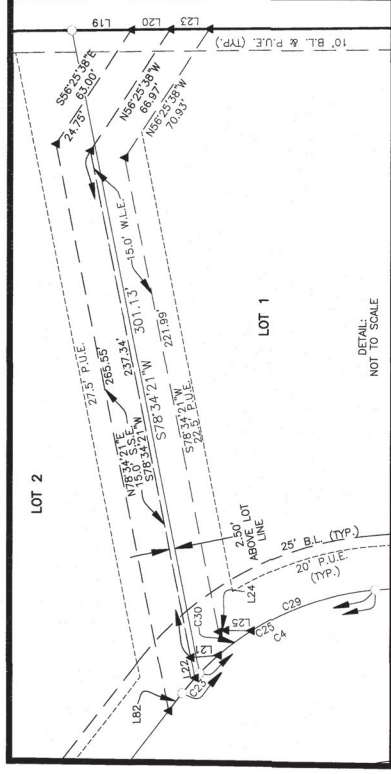 L19
L20
L23
10' B.L. & P.U.E. (TYP.)
S56°25'38"E
63.00'
24.75'
N56°25'38"W
66.97'
N56°25'38"W
70.93'
LOT 2
27.5' P.U.E.
265.55'
N78°34'21"E
15.0' S.S.E.
237.34'
S78°34'21"W
301.13'
S78°34'21"W
15.0' W.L.E.
221.99'
S78°34'21"W
22.5' P.U.E.
LOT 1
2.50'
ABOVE LOT
LINE
25' B.L. (TYP.)
20' P.U.E.
(TYP.)
L82
L22
L21
C23
C30
L24
L25
C25
C4
C29
DETAIL:
NOT TO SCALE